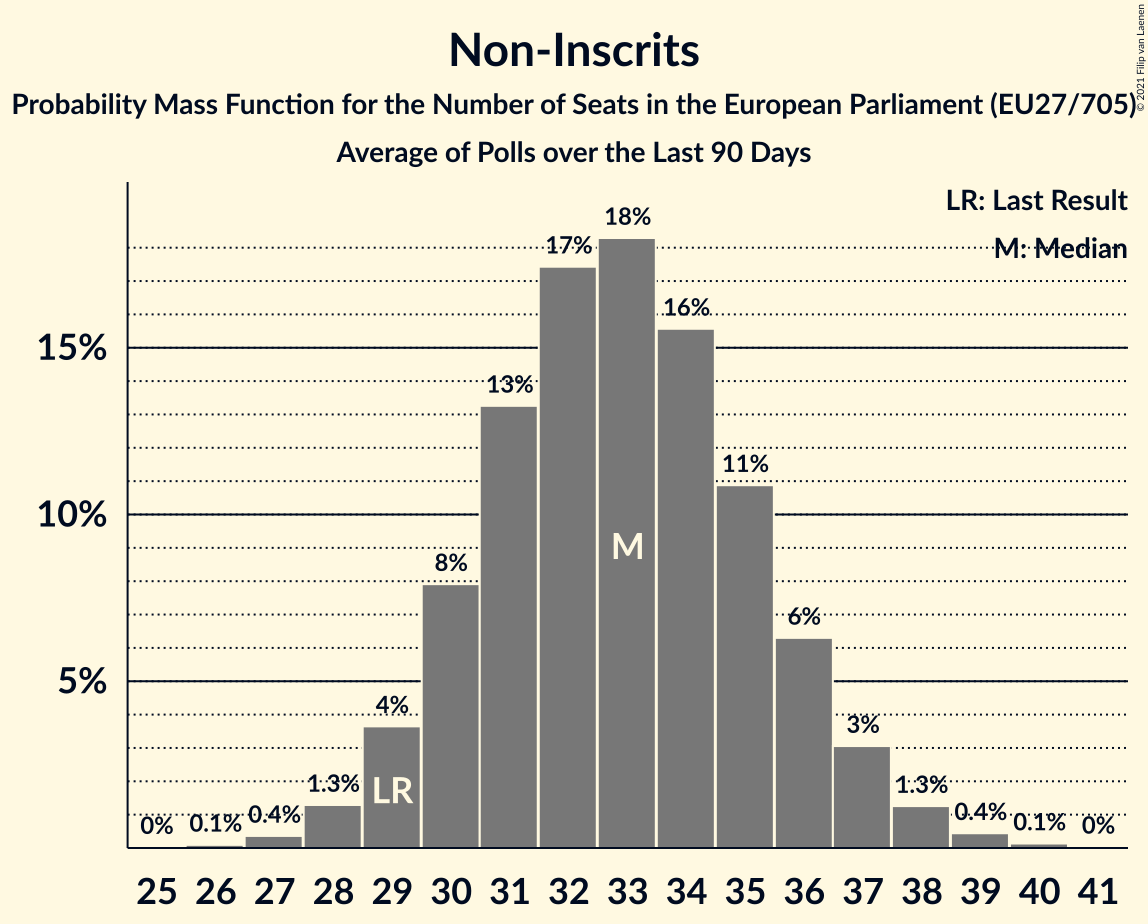 Non-Inscrits
Probability Mass Function for the Number of Seats in the European Parliament (EU27/705)
Average of Polls over the Last 90 Days
© 2021 Filip van Laenen
LR: Last Result
M: Median
18%
17%
16%
15%
13%
11%
10%
8%
6%
5%
4%
3%
1.3%
1.3%
0%
0.1%
0.4%
0.4%
0.1%
0%
M
LR
25 26 27 28 29 30 31 32 33 34 35 36 37 38 39 40 41